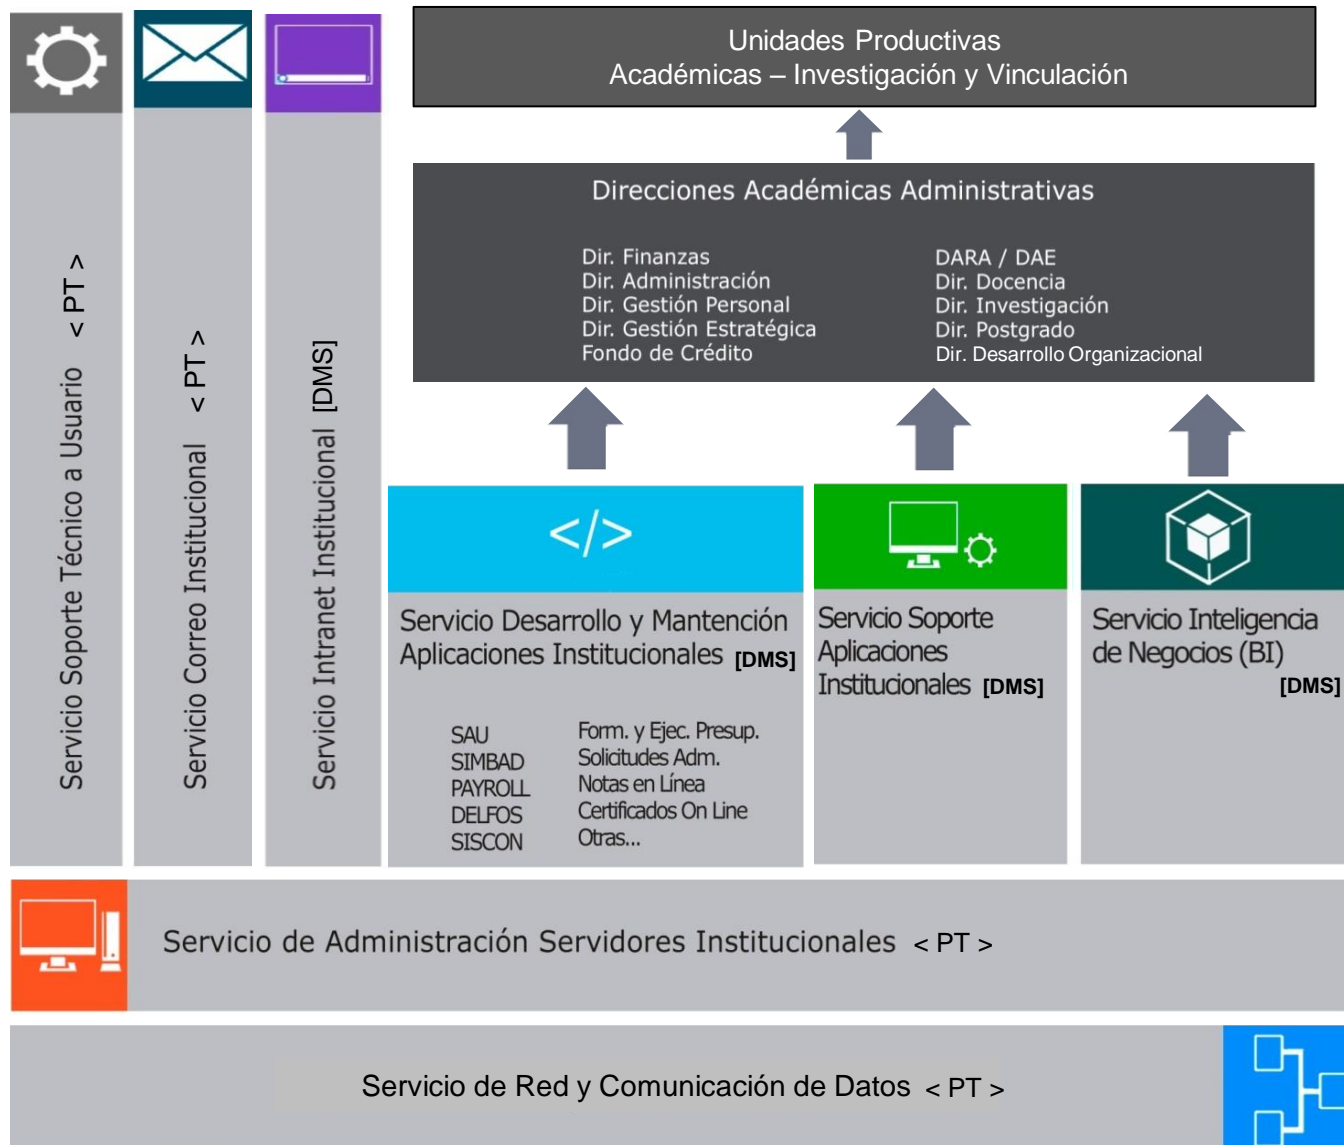 Unidades Productivas
Académicas – Investigación y Vinculación
Direcciones Académicas Administrativas
Dir. Finanzas
Dir. Administración
Dir. Gestión Personal
Dir. Gestión Estratégica
Fondo de Crédito
DARA / DAE
Dir. Docencia
Dir. Investigación
Dir. Postgrado
Dir. Desarrollo Organizacional
Servicio Soporte Técnico a Usuario < PT >
Servicio Correo Institucional < PT >
Servicio Intranet Institucional [DMS]
</>
Servicio Desarrollo y Mantención
Aplicaciones Institucionales [DMS]
SAU
SIMBAD
PAYROLL
DELFOS
SISCON
Form. y Ejec. Presup.
Solicitudes Adm.
Notas en Línea
Certificados On Line
Otras...
Servicio Soporte
Aplicaciones
Institucionales [DMS]
Servicio Inteligencia
de Negocios (BI)
[DMS]
Servicio de Administración Servidores Institucionales < PT >
Servicio de Red y Comunicación de Datos < PT >